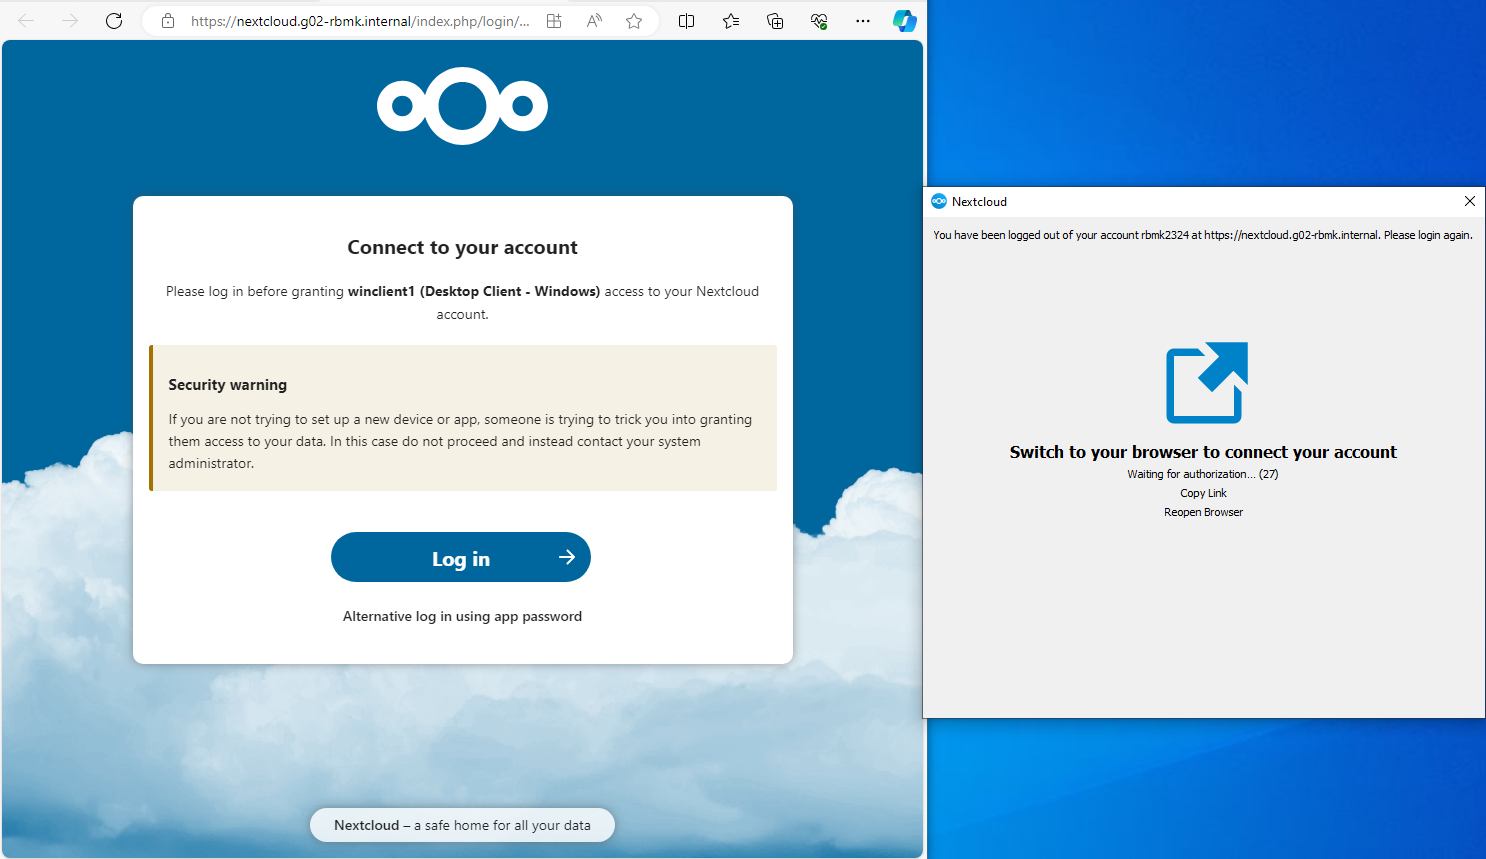 https://nextcloud.g02-rbmk.internal/index.php/login/...
Connect to your account
Please log in before granting winclient1 (Desktop Client - Windows) access to your Nextcloud
account.
Security warning
If you are not trying to set up a new device or app, someone is trying to trick you into granting
them access to your data. In this case do not proceed and instead contact your system
administrator.
Log in
Alternative log in using app password
Nextcloud – a safe home for all your data
Nextcloud
You have been logged out of your account rbmk2324 at https://nextcloud.g02-rbmk.internal. Please login again.
Switch to your browser to connect your account
Waiting for authorization... (27)
Copy Link
Reopen Browser